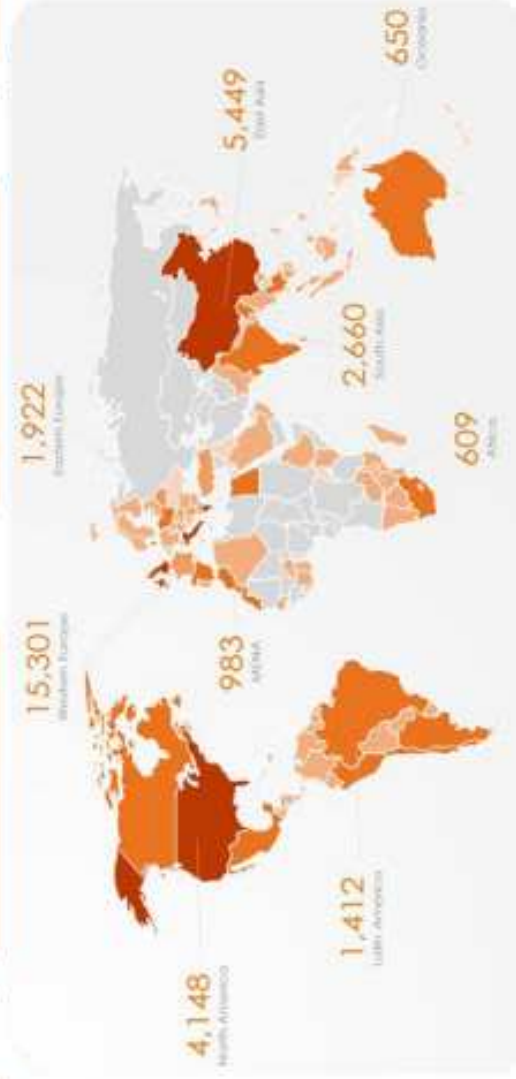 15,301
Western Europe
1,922
Eastern Europe
4,148
North America
983
MENA
5,449
East Asia
1,412
Latin America
2,660
South Asia
609
Africa
650
Oceania